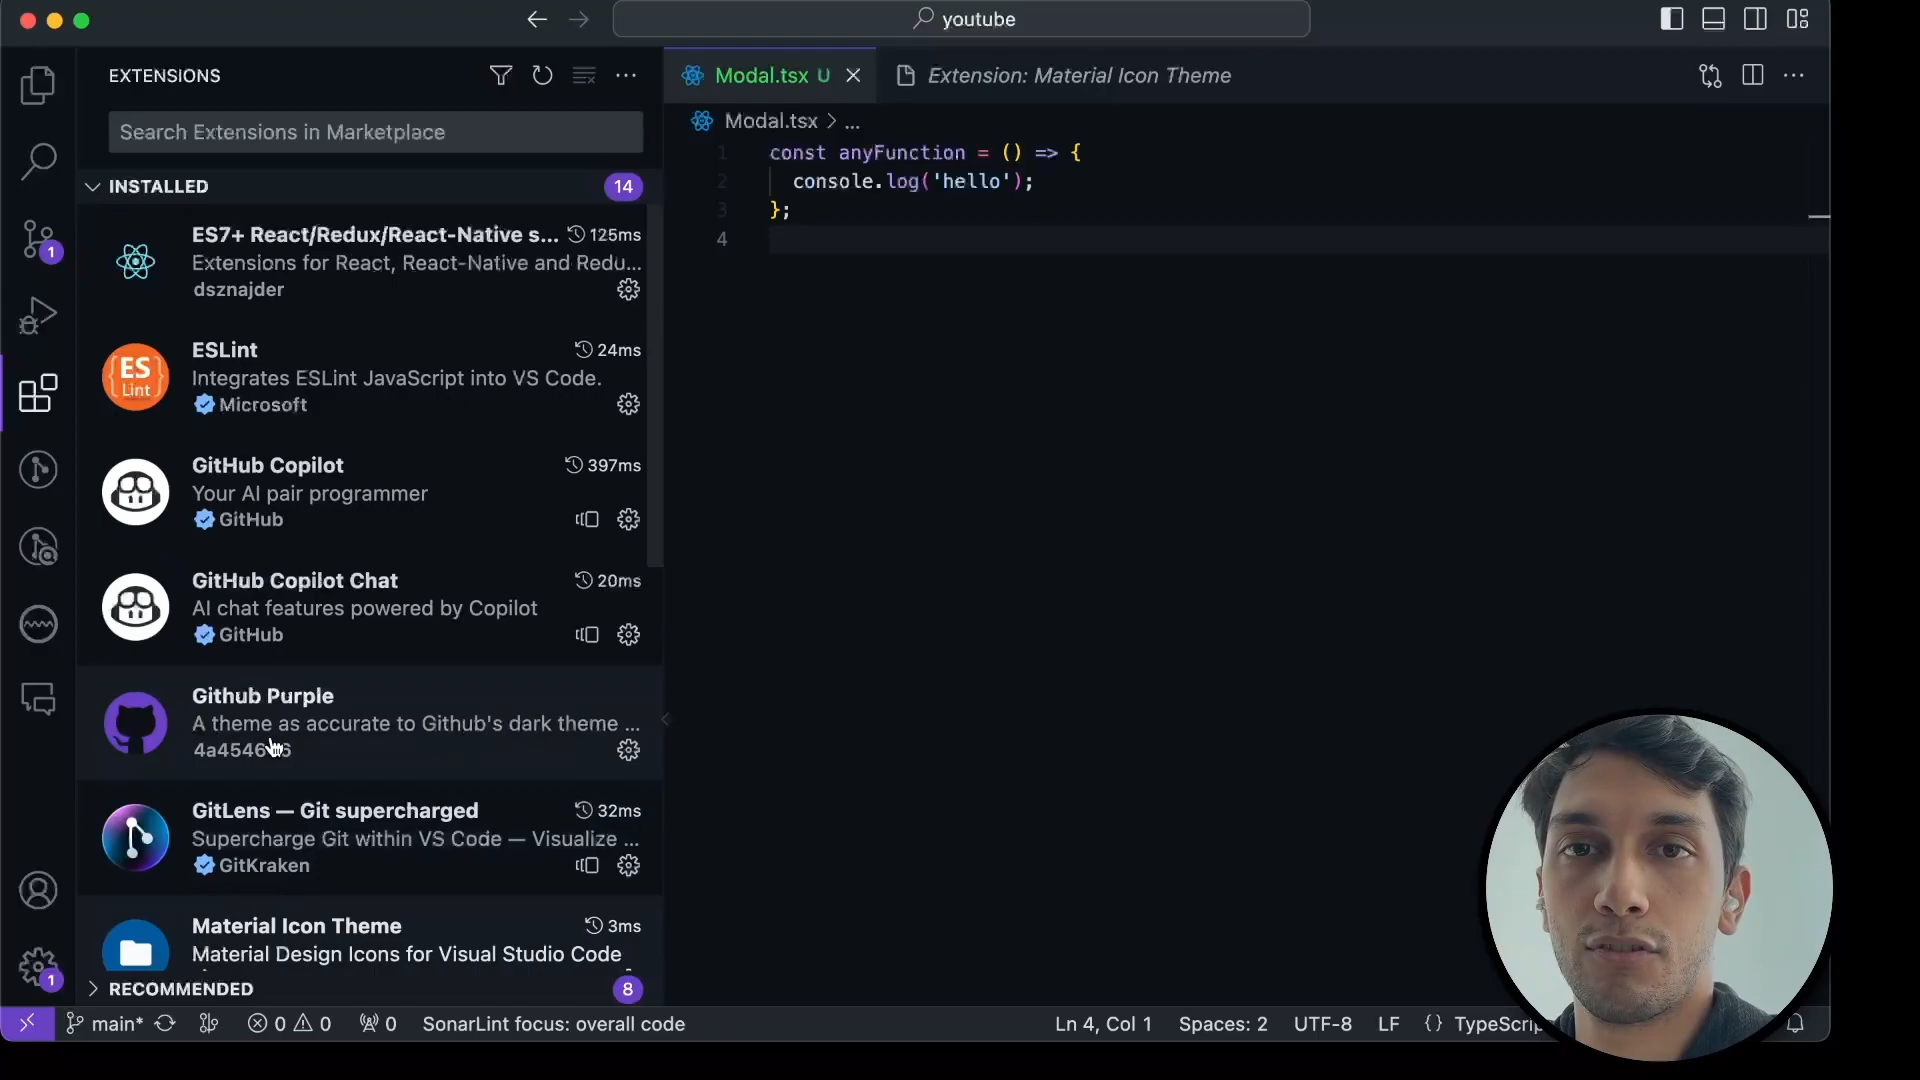 youtube
EXTENSIONS
Search Extensions in Marketplace
INSTALLED
14
ES7+ React/Redux/React-Native s... 125ms
Extensions for React, React-Native and Redu...
dsznajder
ES Lint
ESLint 24ms
Integrates ESLint JavaScript into VS Code.
Microsoft
GitHub Copilot 397ms
Your AI pair programmer
GitHub
GitHub Copilot Chat 20ms
AI chat features powered by Copilot
GitHub
Github Purple
A theme as accurate to Github's dark theme ...
GitLens — Git supercharged 32ms
Supercharge Git within VS Code — Visualize ...
GitKraken
Material Icon Theme 3ms
Material Design Icons for Visual Studio Code
RECOMMENDED 8
1
1
Modal.tsx U
Extension: Material Icon Theme
Modal.tsx > ...
1 const anyFunction = () => {
2 console.log('hello');
3 };
4
main* 0 0 0 SonarLint focus: overall code
Ln 4, Col 1 Spaces: 2 UTF-8 LF {}